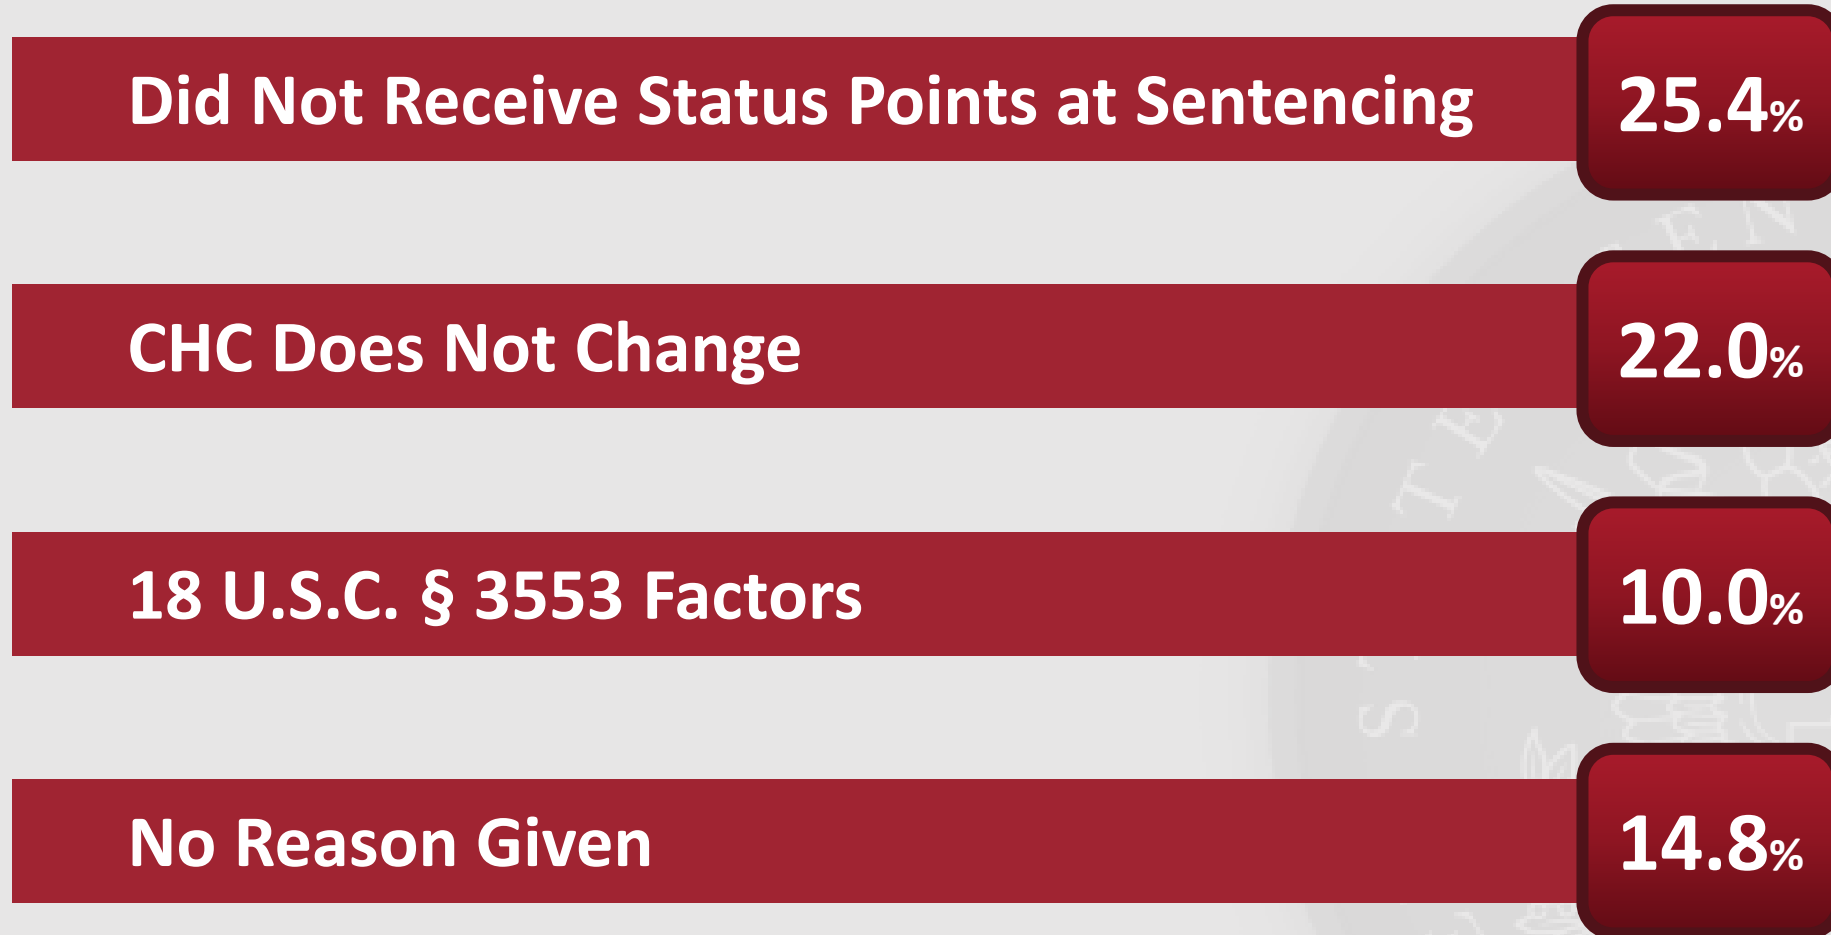 Did Not Receive Status Points at Sentencing 25.4%
CHC Does Not Change 22.0%
18 U.S.C. § 3553 Factors 10.0%
No Reason Given 14.8%